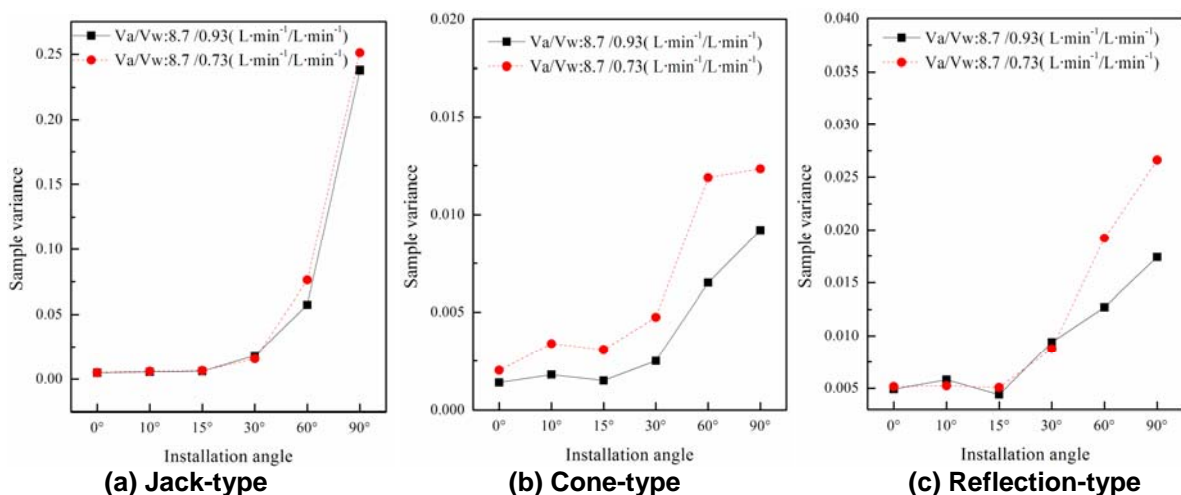 Va/Vw:8.7 /0.93( L·min⁻¹/L·min⁻¹)
Va/Vw:8.7 /0.73( L·min⁻¹/L·min⁻¹)
0.25
0.20
0.15
0.10
0.05
0.00
Sample variance
0° 10° 15° 30° 60° 90°
Installation angle
(a) Jack-type
Va/Vw:8.7 /0.93( L·min⁻¹/L·min⁻¹)
Va/Vw:8.7 /0.73( L·min⁻¹/L·min⁻¹)
0.020
0.015
0.010
0.005
0.000
Sample variance
0° 10° 15° 30° 60° 90°
Installation angle
(b) Cone-type
Va/Vw:8.7 /0.93( L·min⁻¹/L·min⁻¹)
Va/Vw:8.7 /0.73( L·min⁻¹/L·min⁻¹)
0.040
0.035
0.030
0.025
0.020
0.015
0.010
0.005
Sample variance
0° 10° 15° 30° 60° 90°
Installation angle
(c) Reflection-type